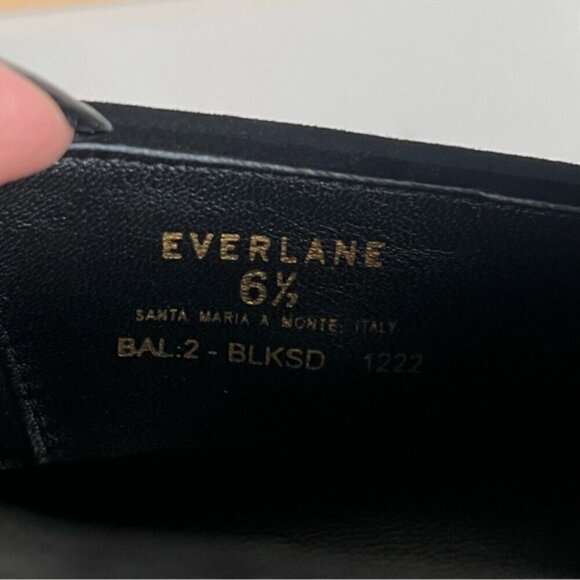 EVERLANE
6½
SANTA MARIA A MONTE, ITALY
BAL:2 - BLKSD 1222